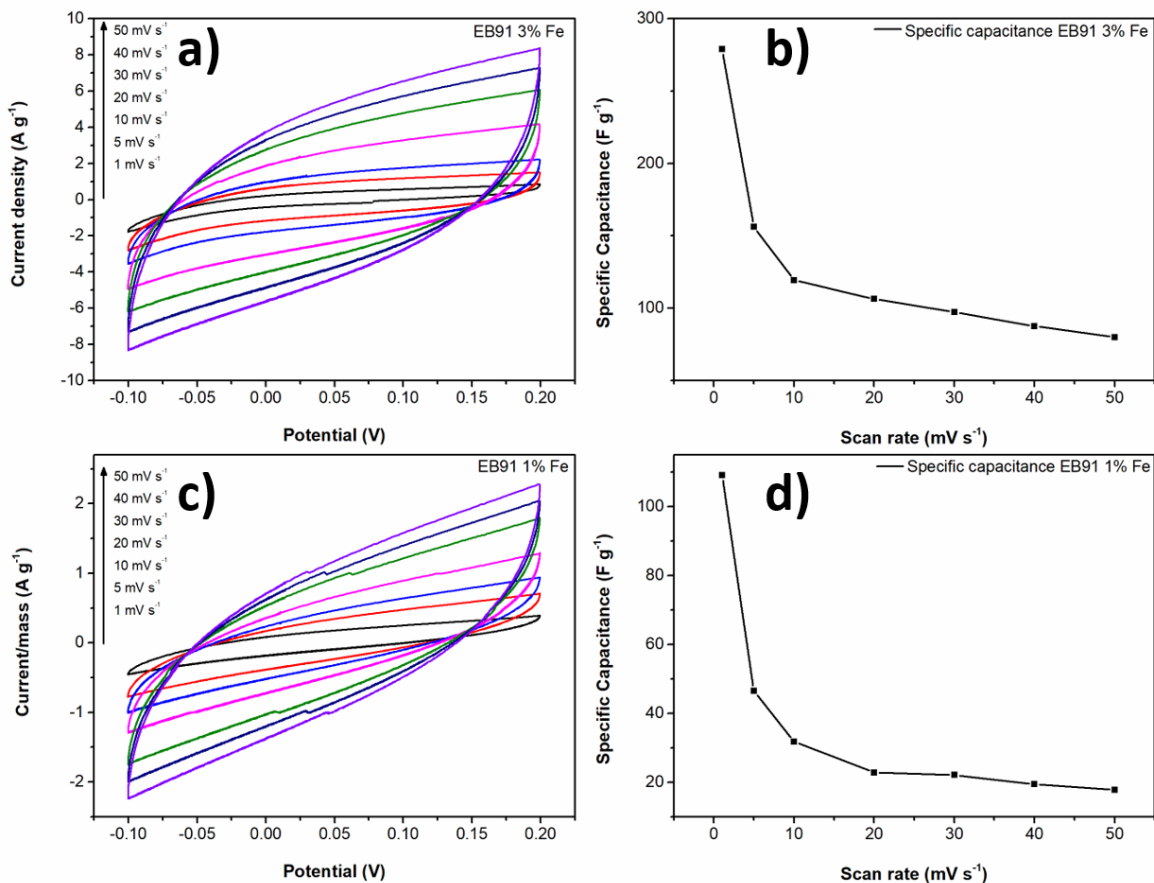 a)
EB91 3% Fe
50 mV s⁻¹
40 mV s⁻¹
30 mV s⁻¹
20 mV s⁻¹
10 mV s⁻¹
5 mV s⁻¹
1 mV s⁻¹
Current density (A g⁻¹)
10
8
6
4
2
0
-2
-4
-6
-8
-10
-0.10
-0.05
0.00
0.05
0.10
0.15
0.20
Potential (V)
b)
Specific capacitance EB91 3% Fe
Specific Capacitance (F g⁻¹)
300
200
100
0
10
20
30
40
50
Scan rate (mV s⁻¹)
c)
EB91 1% Fe
50 mV s⁻¹
40 mV s⁻¹
30 mV s⁻¹
20 mV s⁻¹
10 mV s⁻¹
5 mV s⁻¹
1 mV s⁻¹
Current/mass (A g⁻¹)
2
1
0
-1
-2
-0.10
-0.05
0.00
0.05
0.10
0.15
0.20
Potential (V)
d)
Specific capacitance EB91 1% Fe
Specific Capacitance (F g⁻¹)
100
80
60
40
20
0
10
20
30
40
50
Scan rate (mV s⁻¹)